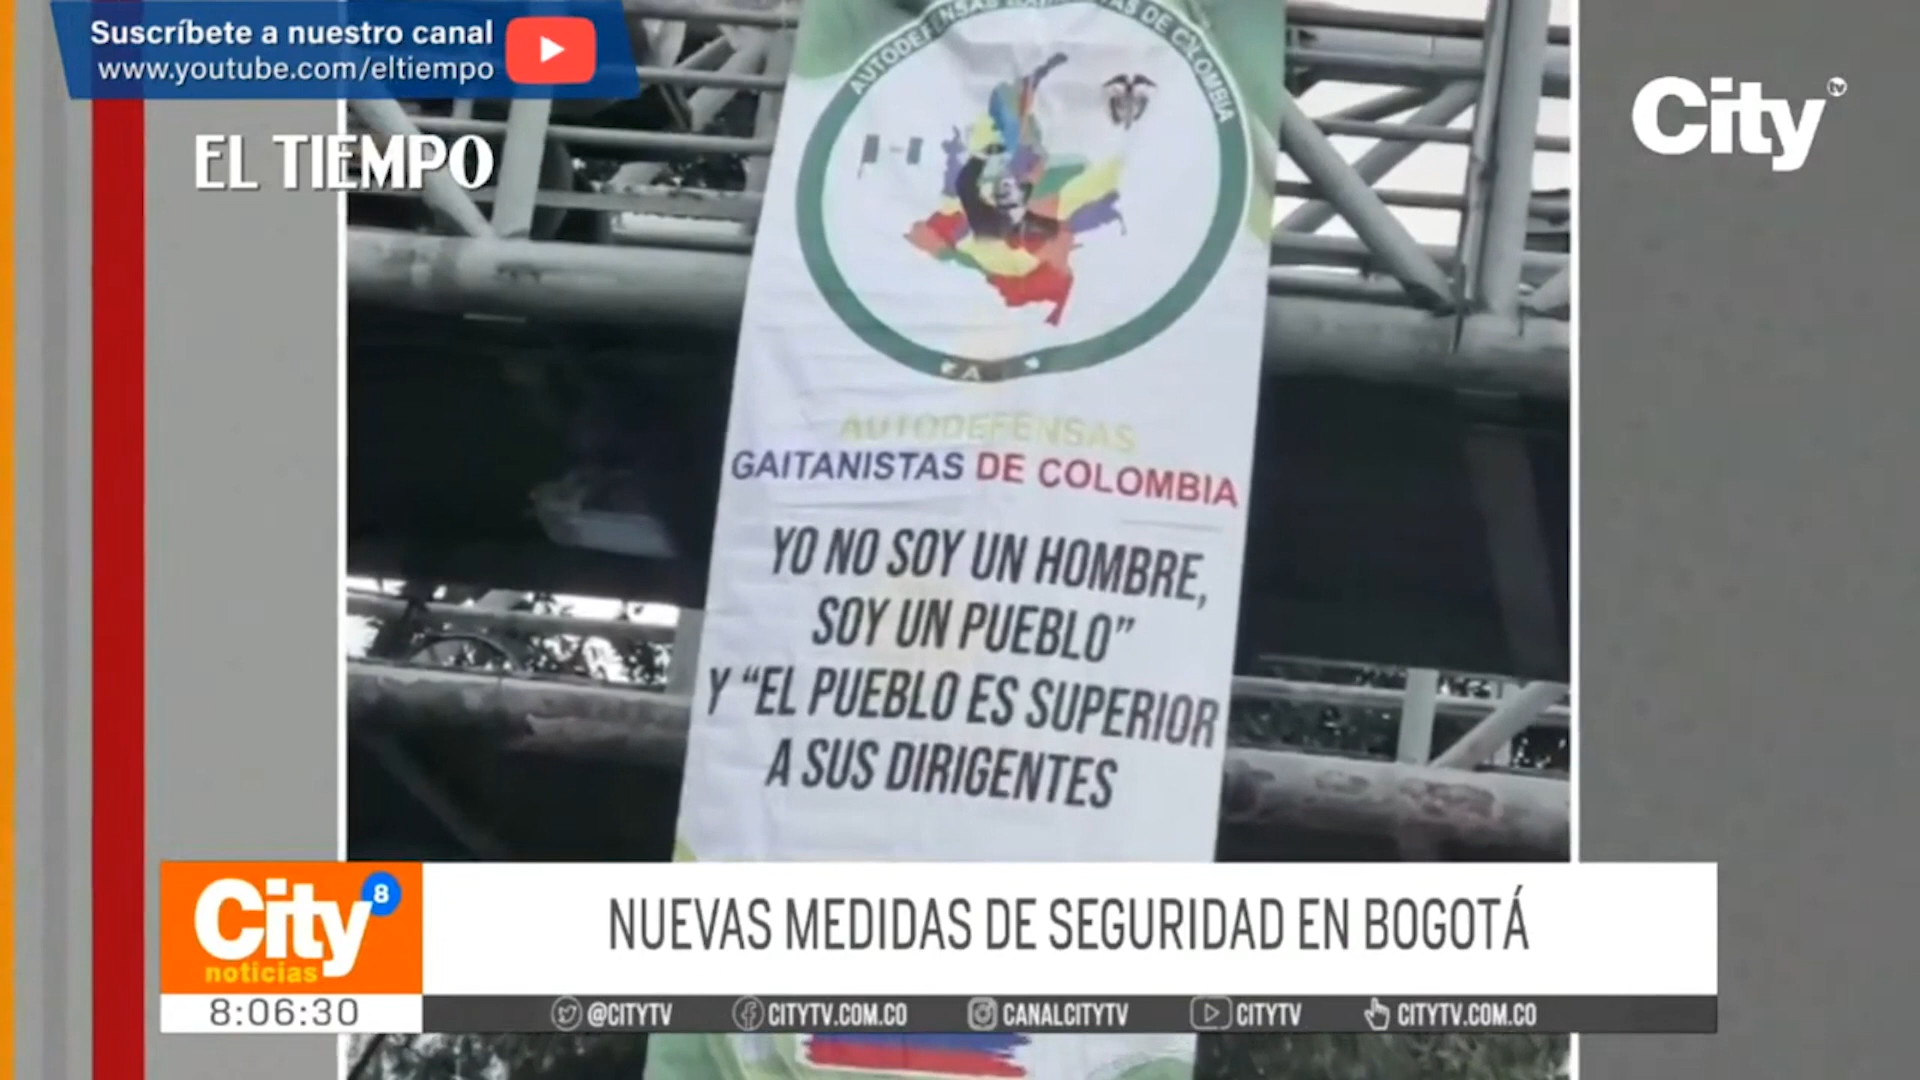 Suscríbete a nuestro canal
www.youtube.com/eltiempo
EL TIEMPO
City tv
AUTODEFENSAS GAITANISTAS DE COLOMBIA
AUTODEFENSAS
GAITANISTAS DE COLOMBIA
YO NO SOY UN HOMBRE,
SOY UN PUEBLO”
Y “EL PUEBLO ES SUPERIOR
A SUS DIRIGENTES
City 8
noticias
NUEVAS MEDIDAS DE SEGURIDAD EN BOGOTÁ
8:06:30
@CITYTV CITYTV.COM.CO CANALCITYTV CITYTV CITYTV.COM.CO